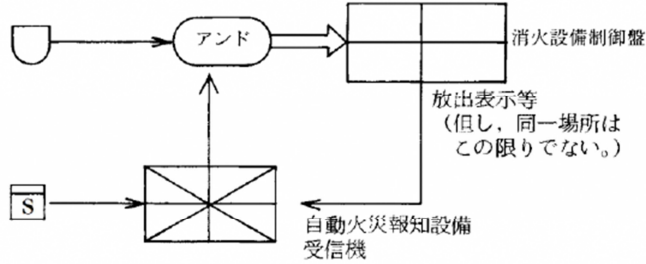 アンド
消火設備制御盤
放出表示等
(但し,同一場所は
この限りでない。)
S
自動火災報知設備
受信機